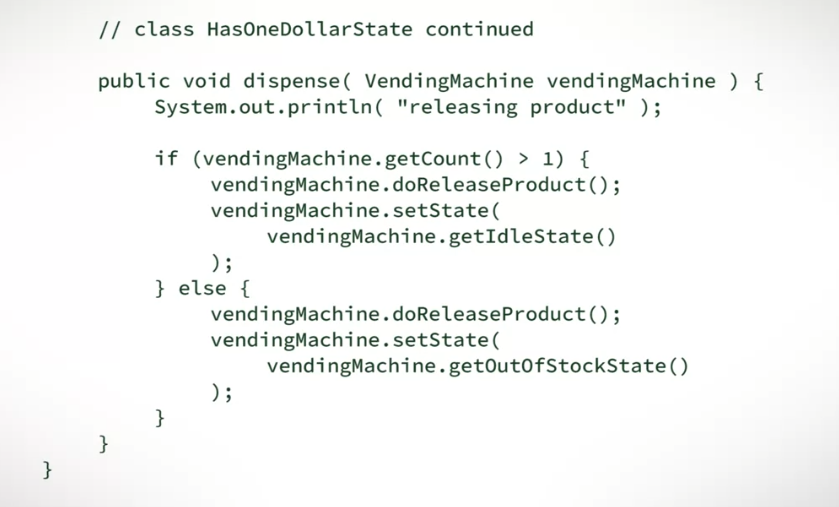 // class HasOneDollarState continued
public void dispense( VendingMachine vendingMachine ) {
System.out.println( "releasing product" );
if (vendingMachine.getCount() > 1) {
vendingMachine.doReleaseProduct();
vendingMachine.setState(
vendingMachine.getIdleState()
);
} else {
vendingMachine.doReleaseProduct();
vendingMachine.setState(
vendingMachine.getOutOfStockState()
);
}
}
}